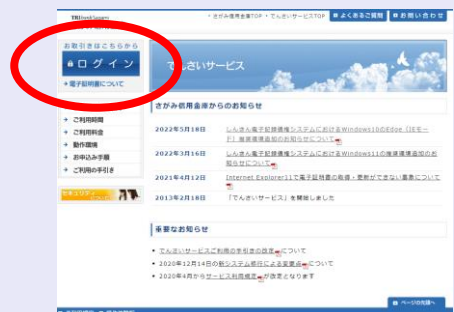 さがみ信用金庫TOP
でんさいサービスTOP
よくあるご質問
お問い合わせ
お取引きはこちらから
ログイン
電子証明書について
でんさいサービス
ご利用時間
ご利用料金
動作環境
お申込み手順
ご利用の手引き
さがみ信用金庫からのお知らせ
2022年5月18日
しんきん電子記録債権システムにおけるWindows10のEdge（IEモー
ド）推奨環境追加のお知らせについて
2022年3月16日
しんきん電子記録債権システムにおけるWindows11の推奨環境追加のお
知らせについて
2021年4月12日
Internet Explorer11で電子証明書の取得・更新ができない事象について
2013年2月18日
「でんさいサービス」を開始しました
重要なお知らせ
でんさいサービスご利用の手引きの改定について
2020年12月14日の新システム移行による変更点について
2020年4月からサービス利用規定が改定となります
ページの先頭へ